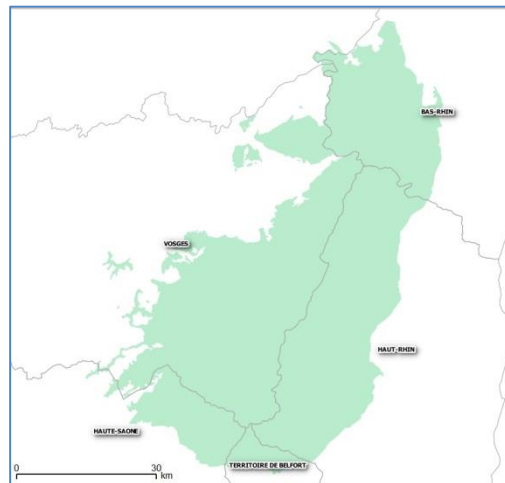 BAS-RHIN
VOSGES
HAUT-RHIN
HAUTE-SAONE
TERRITOIRE DE BELFORT
0 30
km